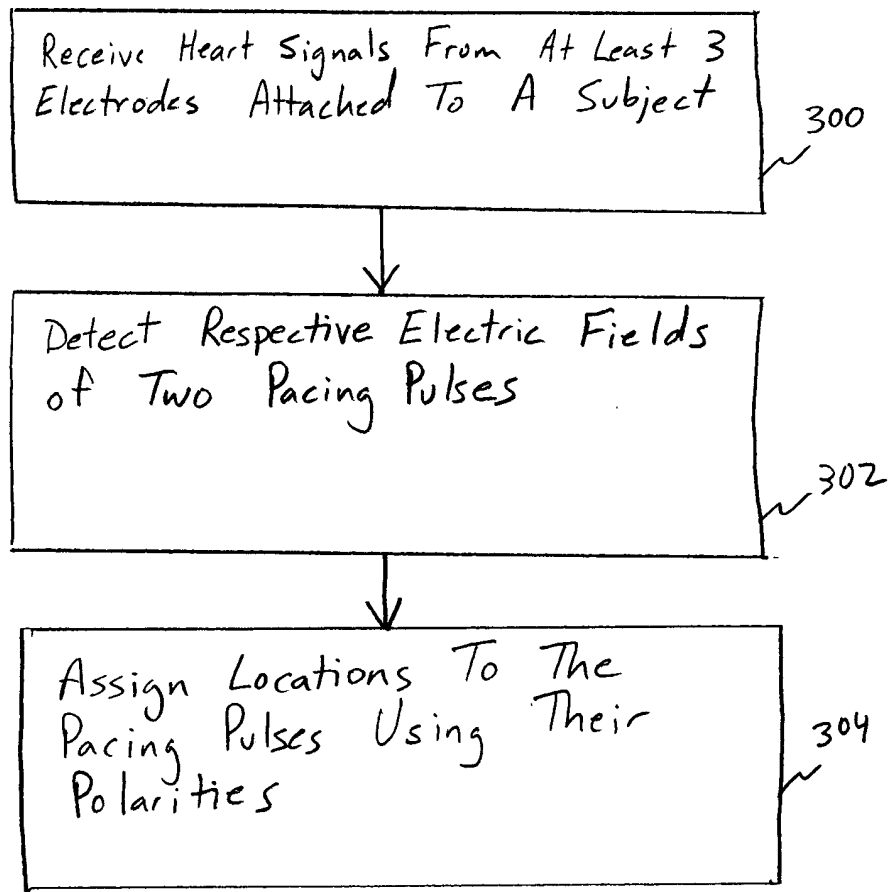 Receive Heart Signals From At Least 3
Electrodes Attached To A Subject
300
Detect Respective Electric Fields
of Two Pacing Pulses
302
Assign Locations To The
Pacing Pulses Using Their
Polarities
304